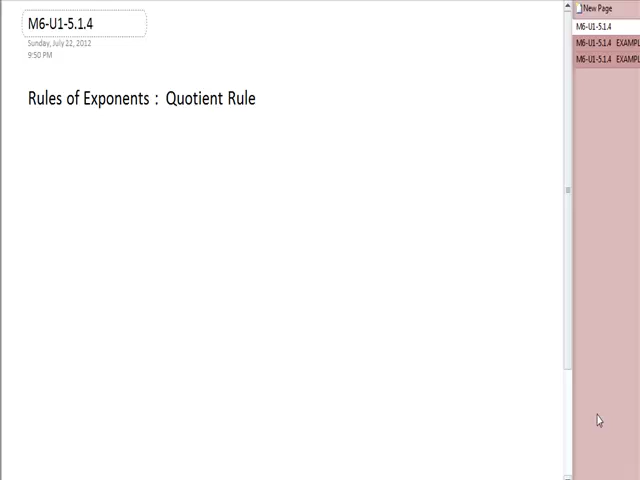 M6-U1-5.1.4
Sunday, July 22, 2012
9:50 PM
Rules of Exponents : Quotient Rule
New Page
M6-U1-5.1.4
M6-U1-5.1.4 EXAMPL
M6-U1-5.1.4 EXAMPL